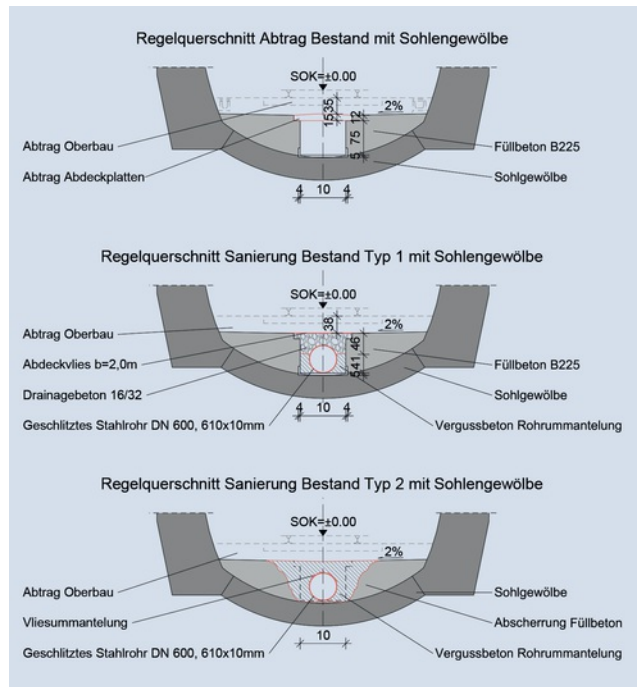 Regelquerschnitt Abtrag Bestand mit Sohlengewölbe
SOK=±0.00
2%
15 35
12
75
5
Abtrag Oberbau
Abtrag Abdeckplatten
Füllbeton B225
Sohlgewölbe
4 10 4
Regelquerschnitt Sanierung Bestand Typ 1 mit Sohlengewölbe
SOK=±0.00
38
2%
46
541
Abtrag Oberbau
Abdeckvlies b=2,0m
Drainagebeton 16/32
Geschlitztes Stahlrohr DN 600, 610x10mm
Füllbeton B225
Sohlgewölbe
Vergussbeton Rohrummantelung
4 10 4
Regelquerschnitt Sanierung Bestand Typ 2 mit Sohlengewölbe
SOK=±0.00
2%
Abtrag Oberbau
Vliesummantelung
Geschlitztes Stahlrohr DN 600, 610x10mm
Sohlgewölbe
Abscherrung Füllbeton
Vergussbeton Rohrummantelung
10